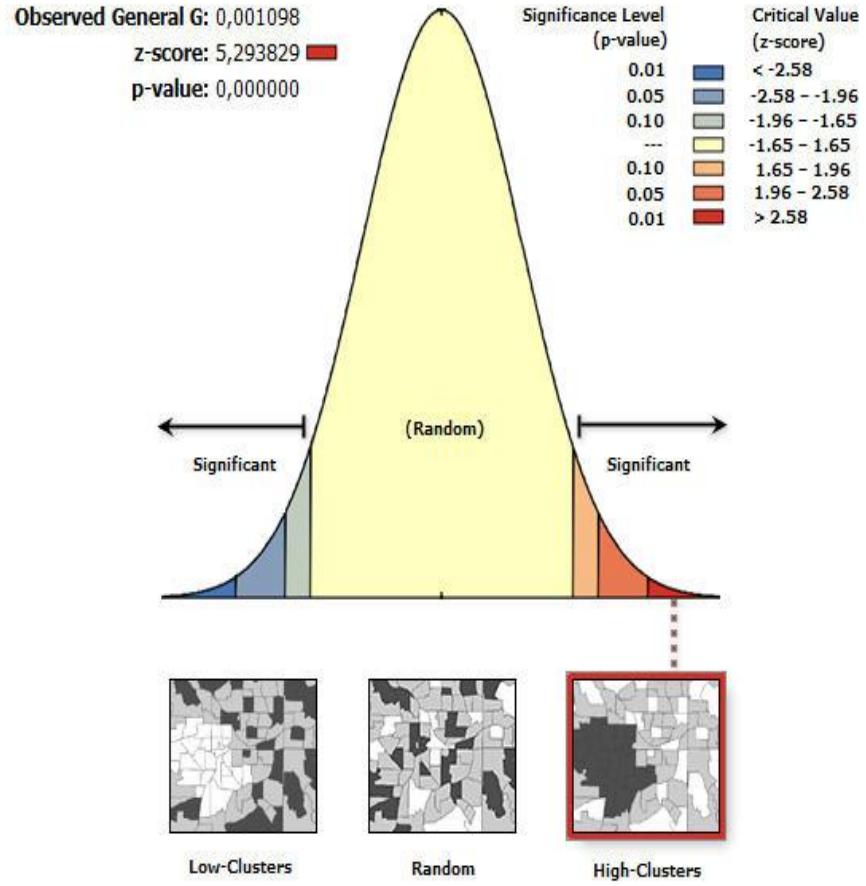 Observed General G: 0,001098
z-score: 5,293829
p-value: 0,000000
Significance Level
(p-value)
Critical Value
(z-score)
0.01 < -2.58
0.05 -2.58 – -1.96
0.10 -1.96 – -1.65
--- -1.65 – 1.65
0.10 1.65 – 1.96
0.05 1.96 – 2.58
0.01 > 2.58
(Random)
Significant
Significant
Low-Clusters
Random
High-Clusters